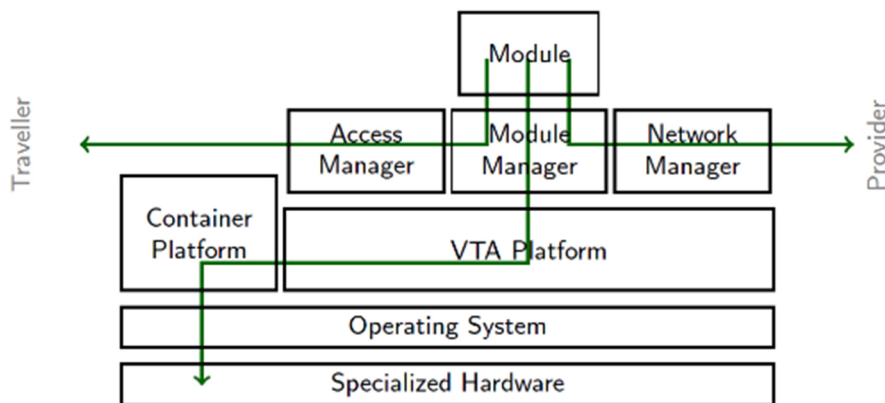 Module
Traveller
Access
Manager
Module
Manager
Network
Manager
Provider
Container
Platform
VTA Platform
Operating System
Specialized Hardware